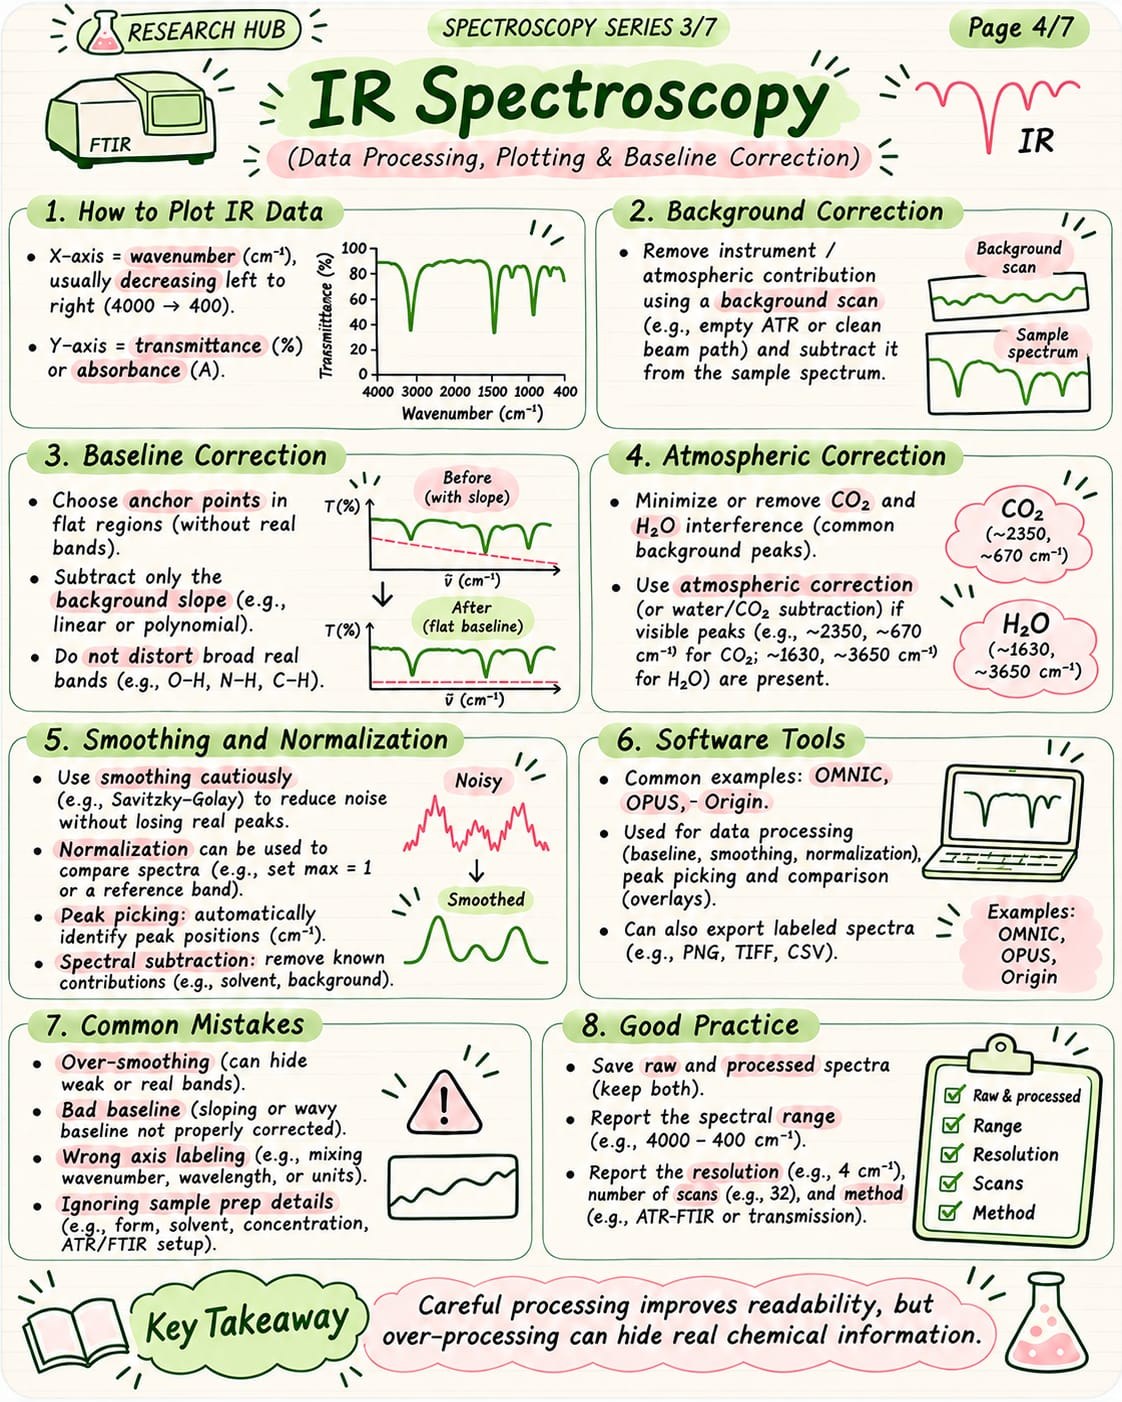 RESEARCH HUB
SPECTROSCOPY SERIES 3/7
Page 4/7
FTIR
IR Spectroscopy
(Data Processing, Plotting & Baseline Correction)
IR
1. How to Plot IR Data
• X-axis = wavenumber (cm⁻¹),
usually decreasing left to
right (4000 → 400).
• Y-axis = transmittance (%)
or absorbance (A).
100
80
60
40
20
0
4000 3000 2000 1500 1000 400
Wavenumber (cm⁻¹)
2. Background Correction
• Remove instrument /
atmospheric contribution
using a background scan
(e.g., empty ATR or clean
beam path) and subtract it
from the sample spectrum.
Background
scan
Sample
spectrum
3. Baseline Correction
• Choose anchor points in
flat regions (without real
bands).
• Subtract only the
background slope (e.g.,
linear or polynomial).
• Do not distort broad real
bands (e.g., O–H, N–H, C–H).
Before
(with slope)
T(%)
ṽ (cm⁻¹)
After
(flat baseline)
T(%)
ṽ (cm⁻¹)
4. Atmospheric Correction
• Minimize or remove CO₂ and
H₂O interference (common
background peaks).
• Use atmospheric correction
(or water/CO₂ subtraction) if
visible peaks (e.g., ~2350, ~670
cm⁻¹⁾ for CO₂; ~1630, ~3650 cm⁻¹⁾
for H₂O) are present.
CO₂
(~2350,
~670 cm⁻¹)
H₂O
(~1630,
~3650 cm⁻¹)
5. Smoothing and Normalization
• Use smoothing cautiously
(e.g., Savitzky–Golay) to reduce noise
without losing real peaks.
• Normalization can be used to
compare spectra (e.g., set max = 1
or a reference band).
• Peak picking: automatically
identify peak positions (cm⁻¹).
• Spectral subtraction: remove known
contributions (e.g., solvent, background).
Noisy
Smoothed
6. Software Tools
• Common examples: OMNIC,
OPUS,- Origin.
• Used for data processing
(baseline, smoothing, normalization),
peak picking and comparison
(overlays).
• Can also export labeled spectra
(e.g., PNG, TIFF, CSV).
Examples:
OMNIC,
OPUS,
Origin
7. Common Mistakes
• Over-smoothing (can hide
weak or real bands).
• Bad baseline (sloping or wavy
baseline not properly corrected).
• Wrong axis labeling (e.g., mixing
wavenumber, wavelength, or units).
• Ignoring sample prep details
(e.g., form, solvent, concentration,
ATR/FTIR setup).
!
8. Good Practice
• Save raw and processed spectra
(keep both).
• Report the spectral range
(e.g., 4000 – 400 cm⁻¹).
• Report the resolution (e.g., 4 cm⁻¹),
number of scans (e.g., 32), and method
(e.g., ATR-FTIR or transmission).
Raw & processed
Range
Resolution
Scans
Method
Key Takeaway
Careful processing improves readability, but
over-processing can hide real chemical information.